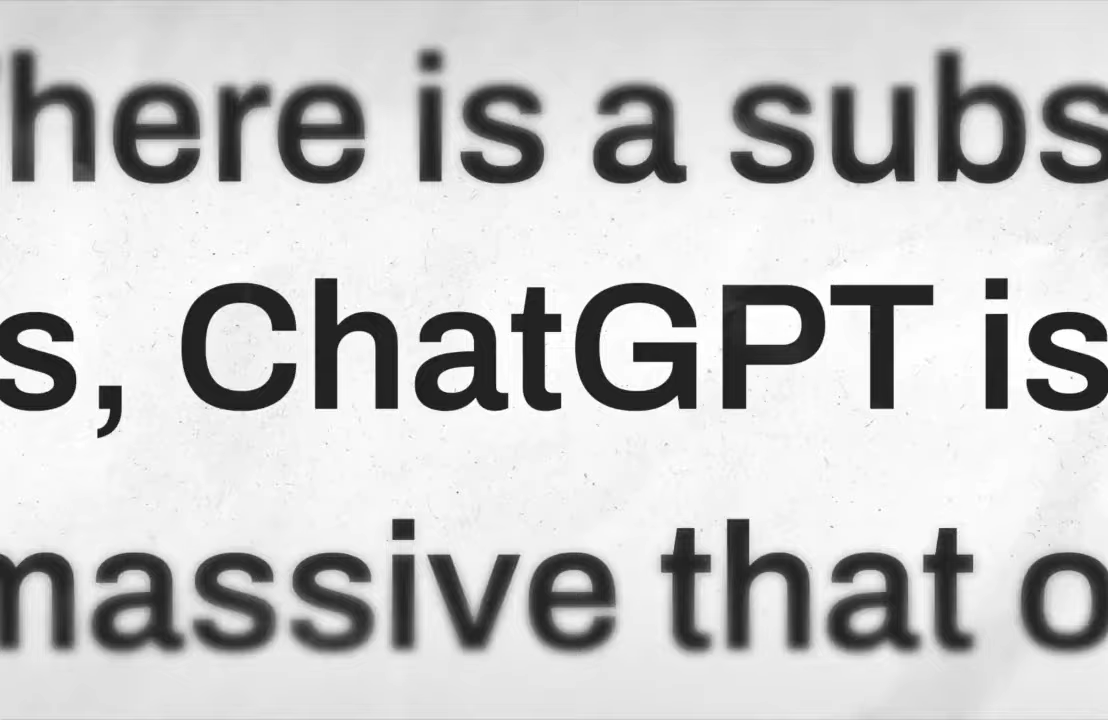 here is a subs
s, ChatGPT is
massive that o